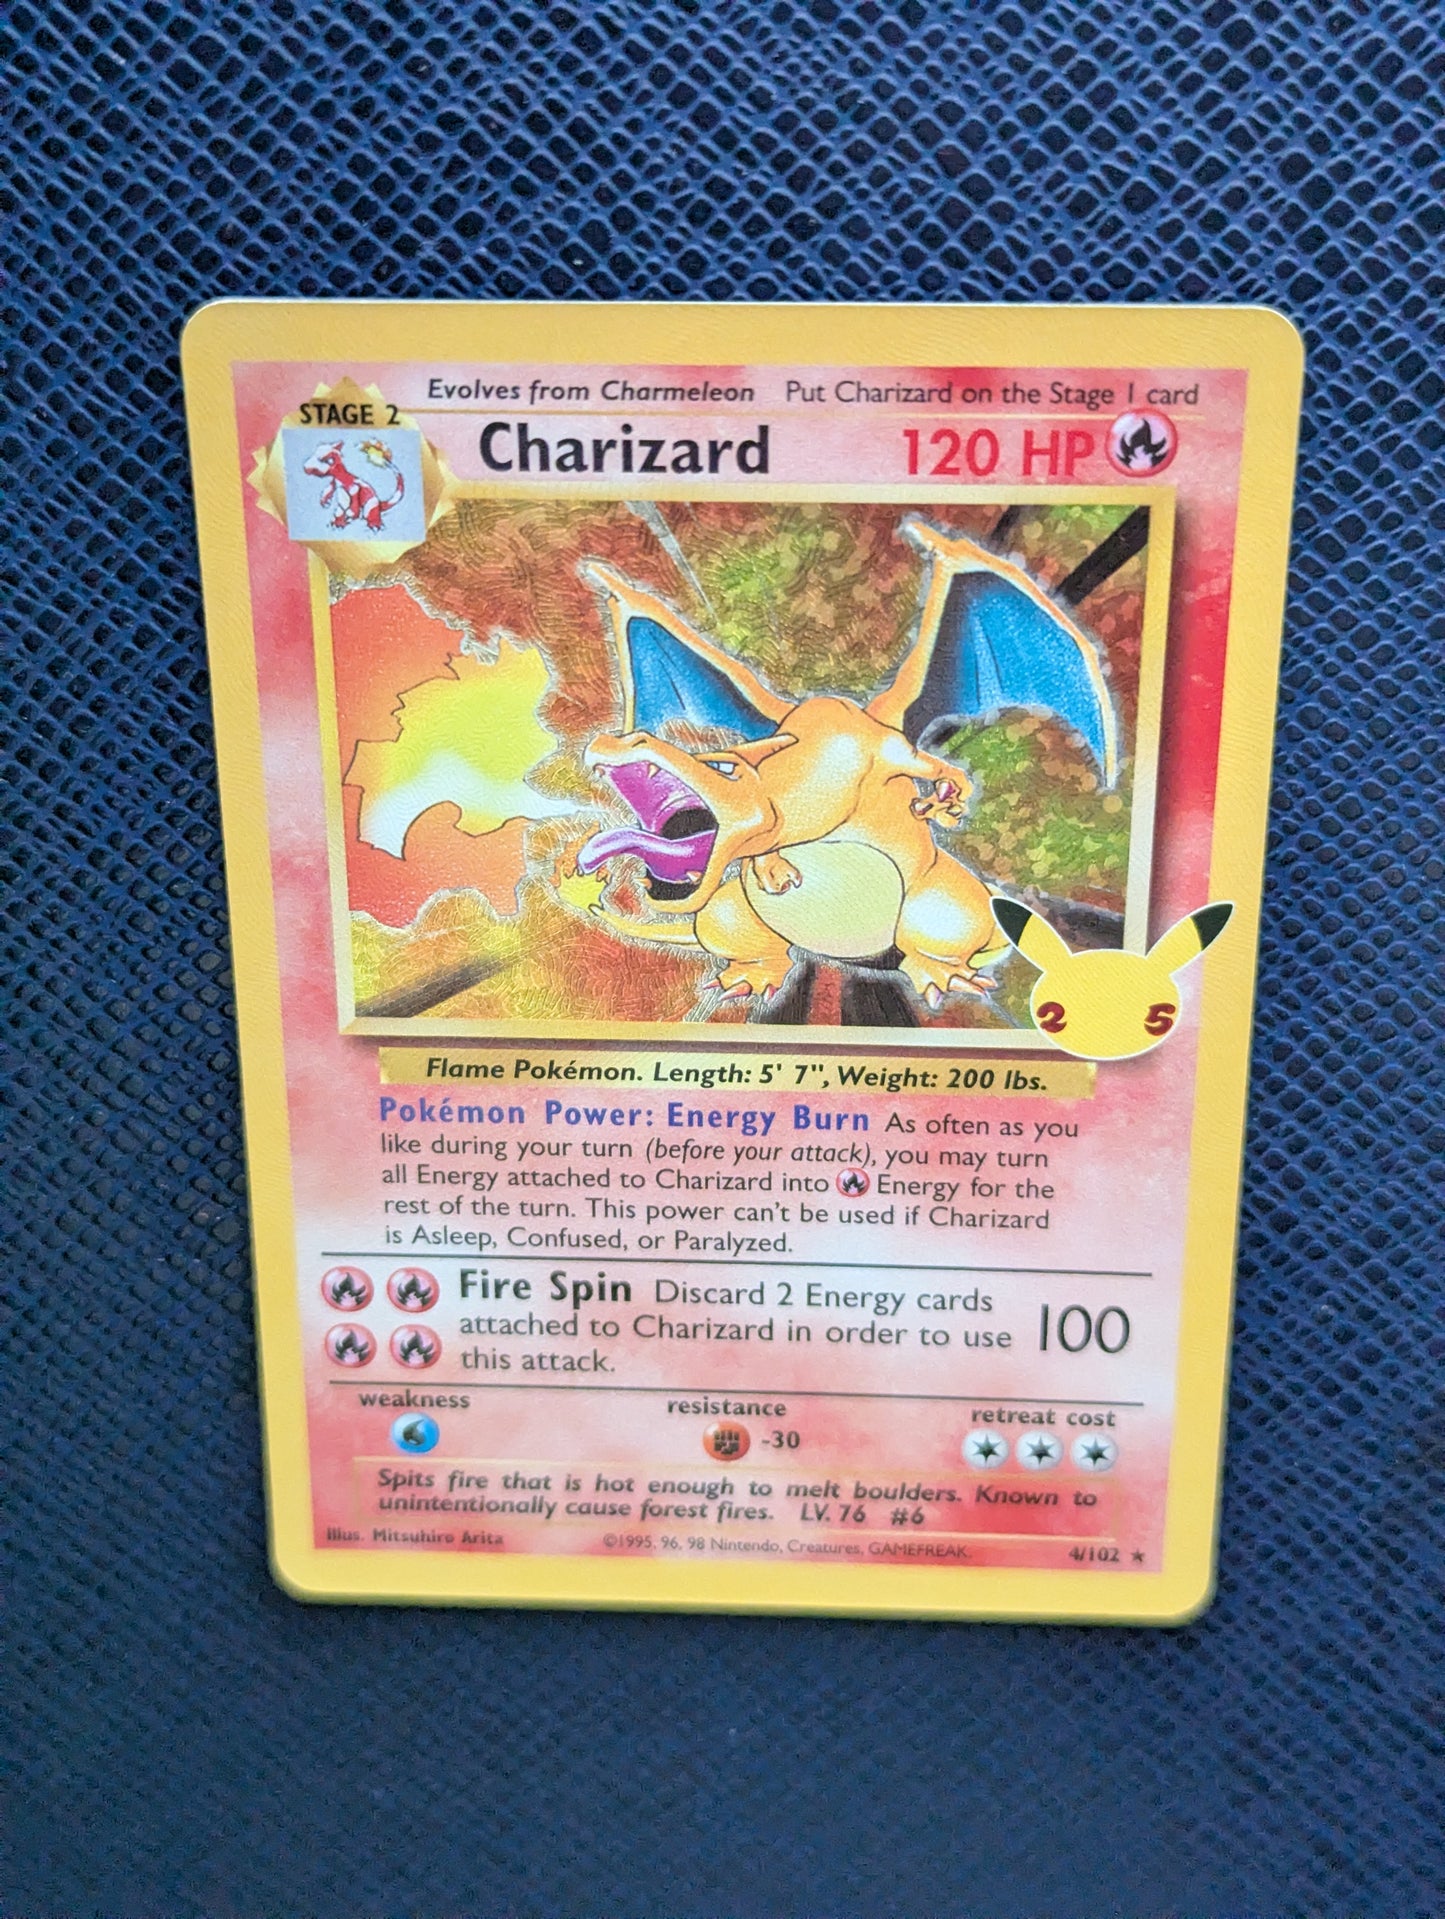 Evolves from Charmeleon Put Charizard on the Stage 1 card
STAGE 2
Charizard 120 HP
2 5
Flame Pokémon. Length: 5' 7", Weight: 200 lbs.
Pokémon Power: Energy Burn As often as you
like during your turn (before your attack), you may turn
all Energy attached to Charizard into Energy for the
rest of the turn. This power can't be used if Charizard
is Asleep, Confused, or Paralyzed.
Fire Spin Discard 2 Energy cards
attached to Charizard in order to use 100
this attack.
weakness resistance retreat cost
-30
Spits fire that is hot enough to melt boulders. Known to
unintentionally cause forest fires. LV. 76 #6
Illus. Mitsuhiro Arita ©1995, 96, 98 Nintendo, Creatures, GAMEFREAK. 4/102 ★